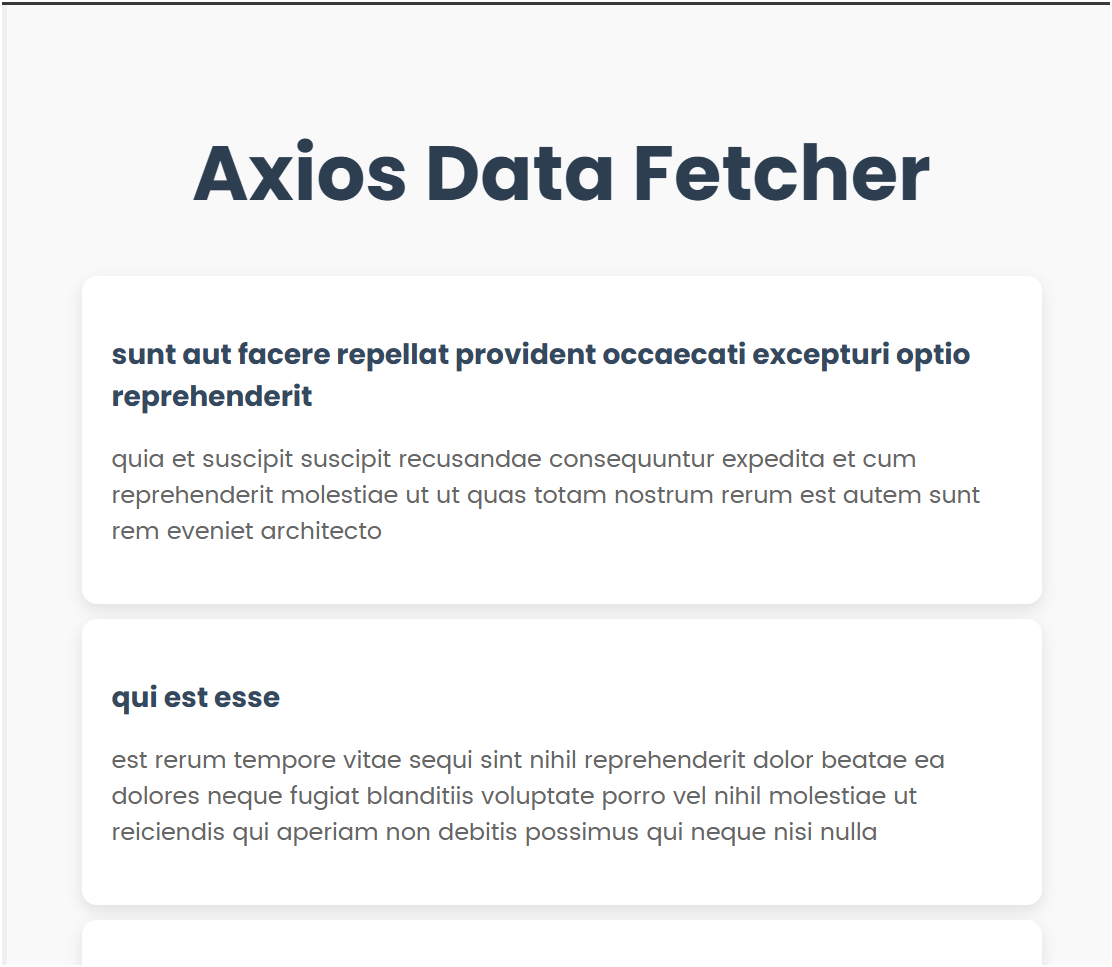 Axios Data Fetcher
sunt aut facere repellat provident occaecati excepturi optio
reprehenderit
quia et suscipit suscipit recusandae consequuntur expedita et cum
reprehenderit molestiae ut ut quas totam nostrum rerum est autem sunt
rem eveniet architecto
qui est esse
est rerum tempore vitae sequi sint nihil reprehenderit dolor beatae ea
dolores neque fugiat blanditiis voluptate porro vel nihil molestiae ut
reiciendis qui aperiam non debitis possimus qui neque nisi nulla